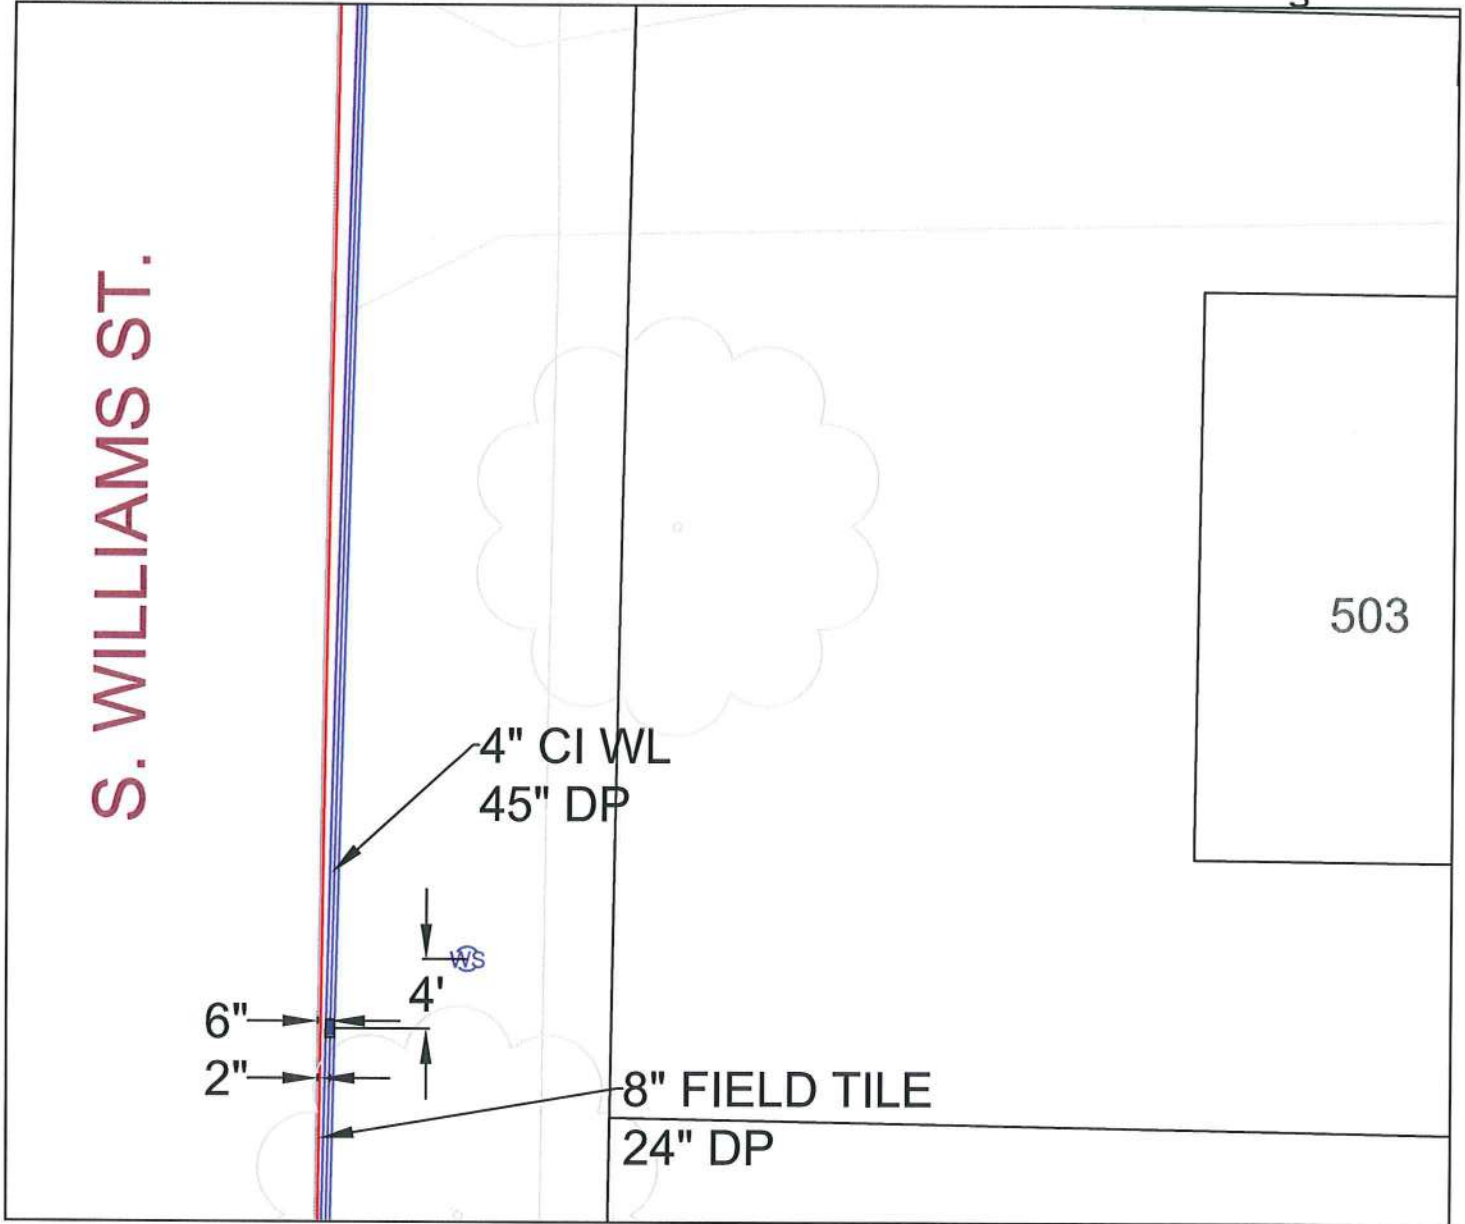 S. WILLIAMS ST.
503
4" CI WL
45" DP
WS
4'
6"
2"
8" FIELD TILE
24" DP